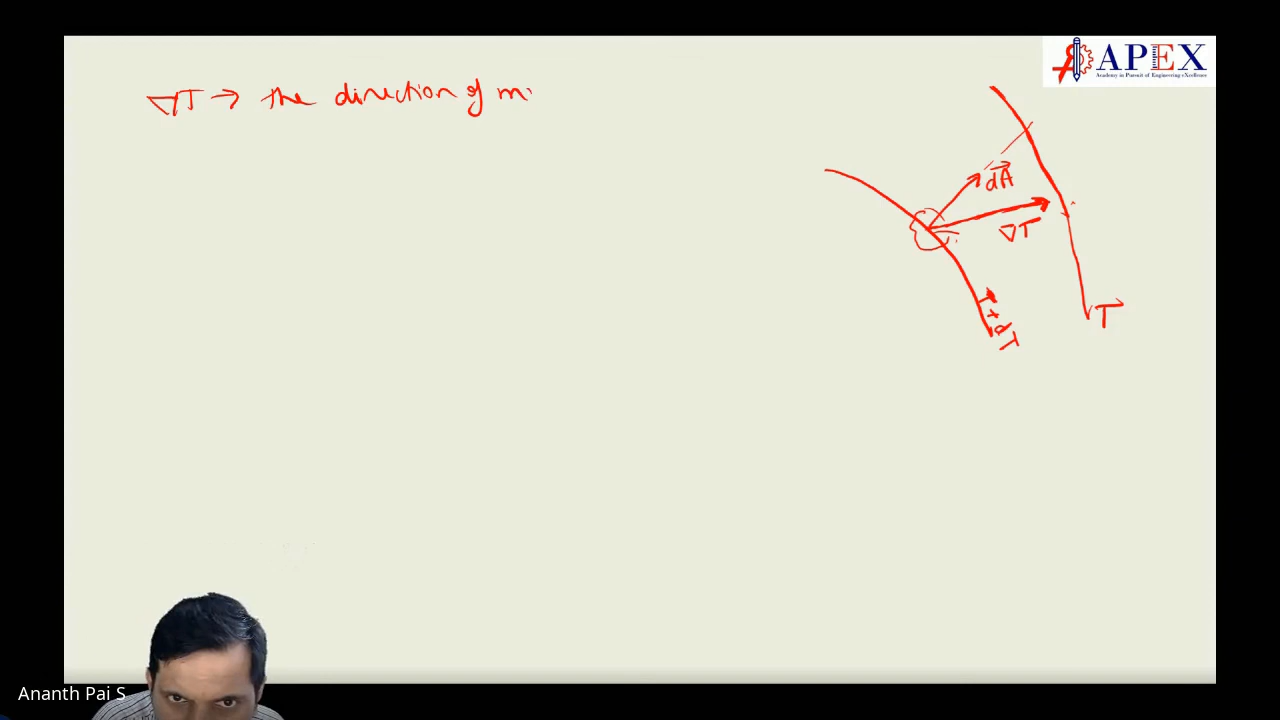 ∇T → the direction of m
APEX
Academy in Pursuit of Engineering eXcellence
dA
∇T
T+dT
T
Ananth Pai S